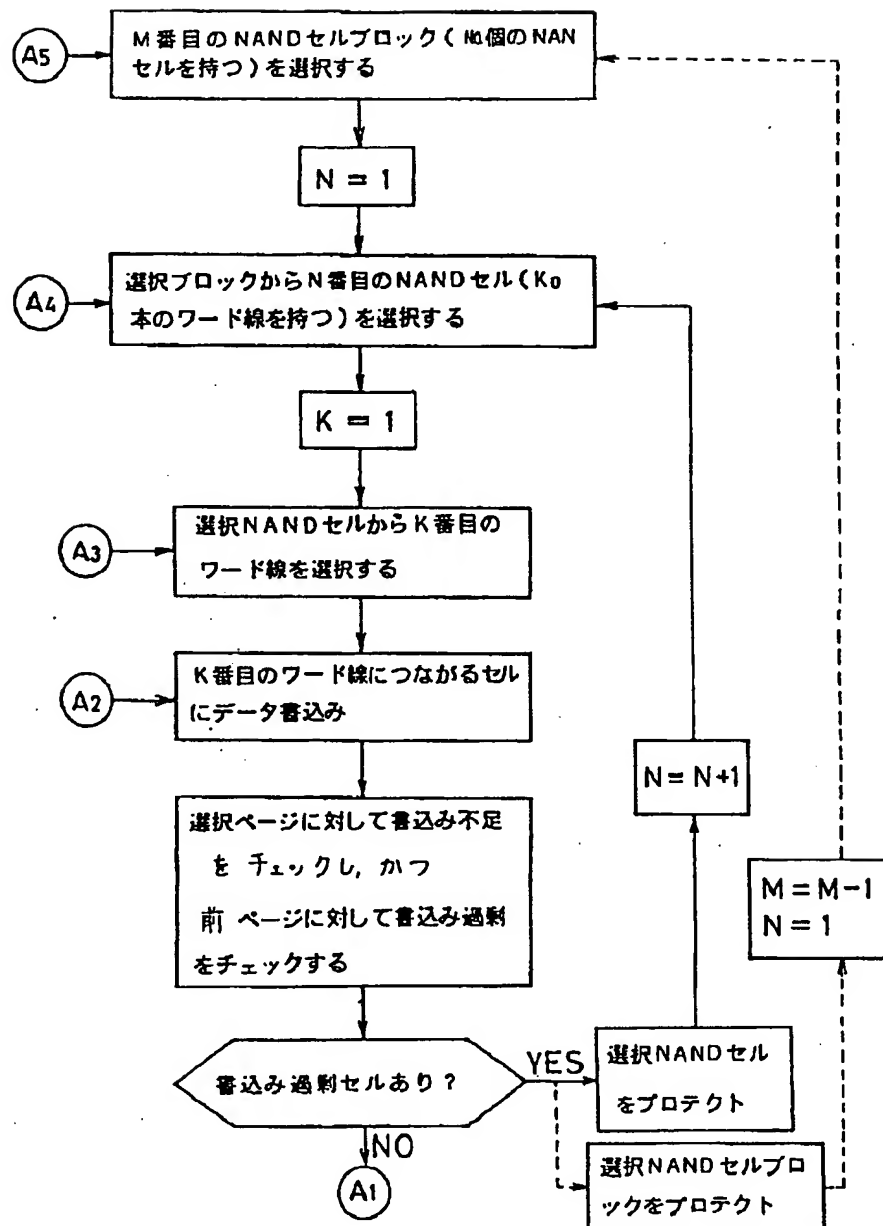 A5
M番目のNANDセルブロック(N₀個のNAN
セルを持つ)を選択する
N = 1
A4
選択ブロックからN番目のNANDセル(K₀
本のワード線を持つ)を選択する
K = 1
A3
選択NANDセルからK番目の
ワード線を選択する
A2
K番目のワード線につながるセル
にデータ書込み
選択ページに対して書込み不足
を チェックし, かつ
前 ページに対して書込み過剰
をチェックする
書込み過剰セルあり?
YES
NO
A1
選択NANDセル
をプロテクト
N = N+1
選択NANDセルブロ
ックをプロテクト
M = M-1
N = 1